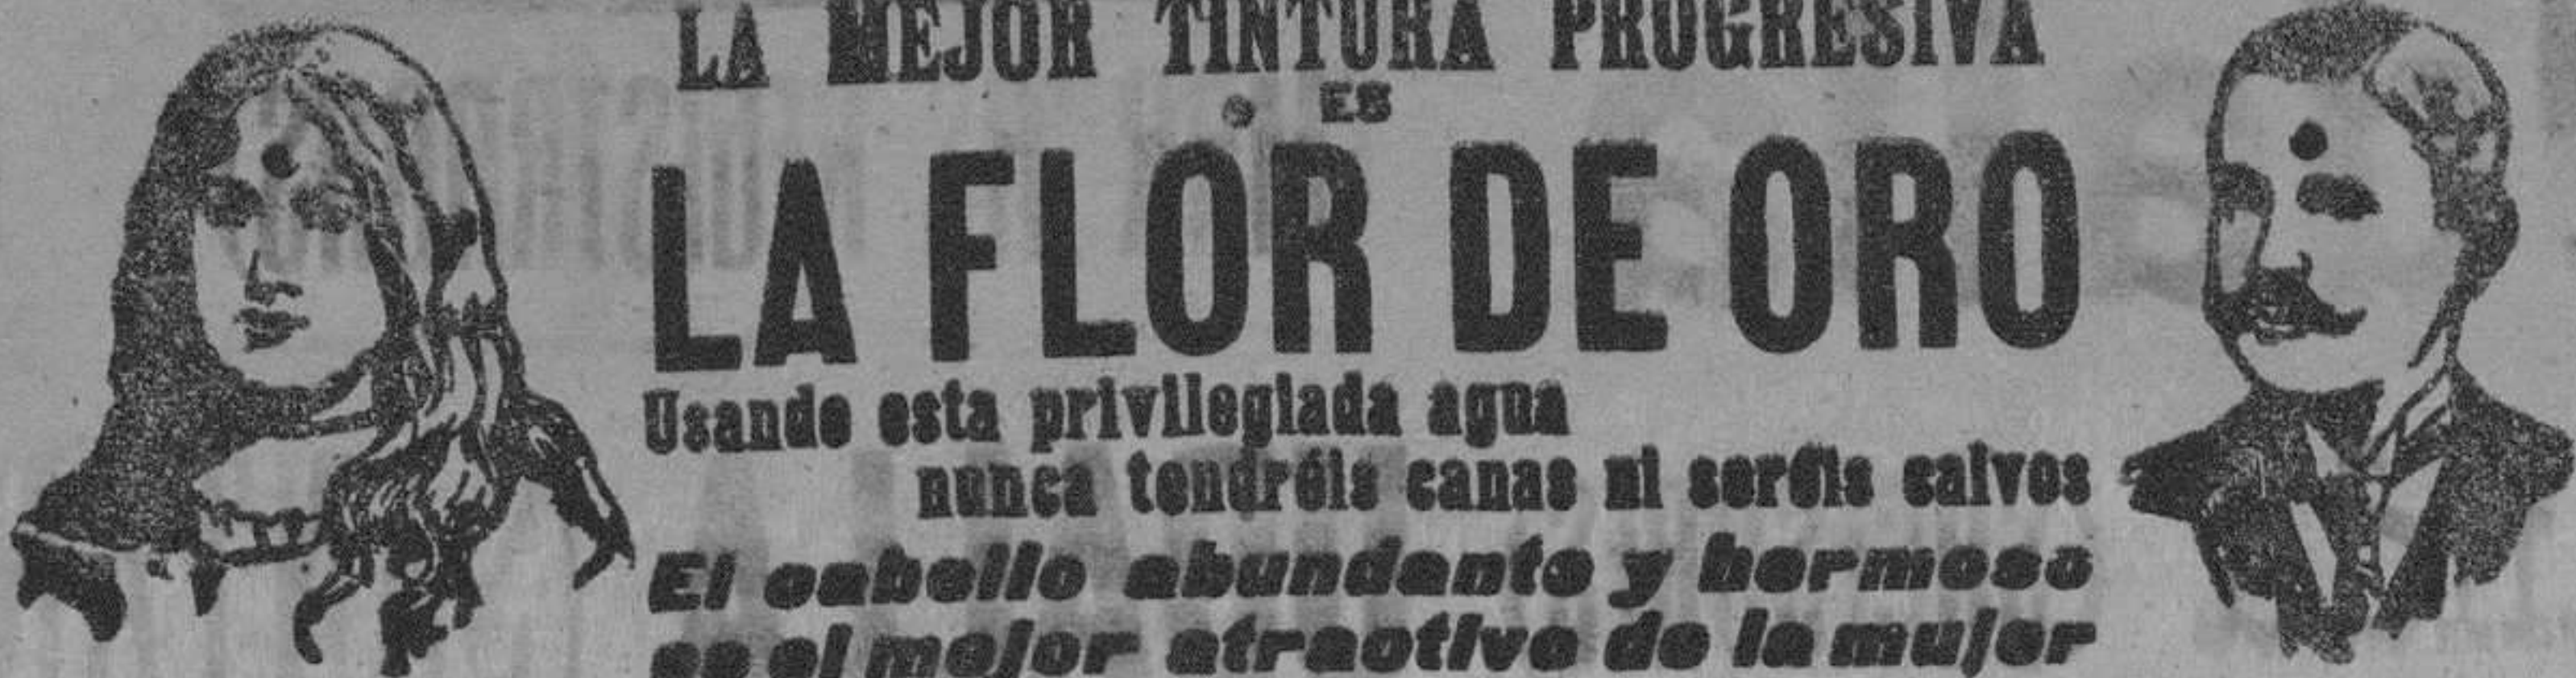 LA MEJOR TINTURA PROGRESIVA
ES
LA FLOR DE ORO
Usando esta privilegiada agua
nunca tendréis canas ni seréis calvos
El cabello abundante y hermoso
es el mejor atractivo de la mujer